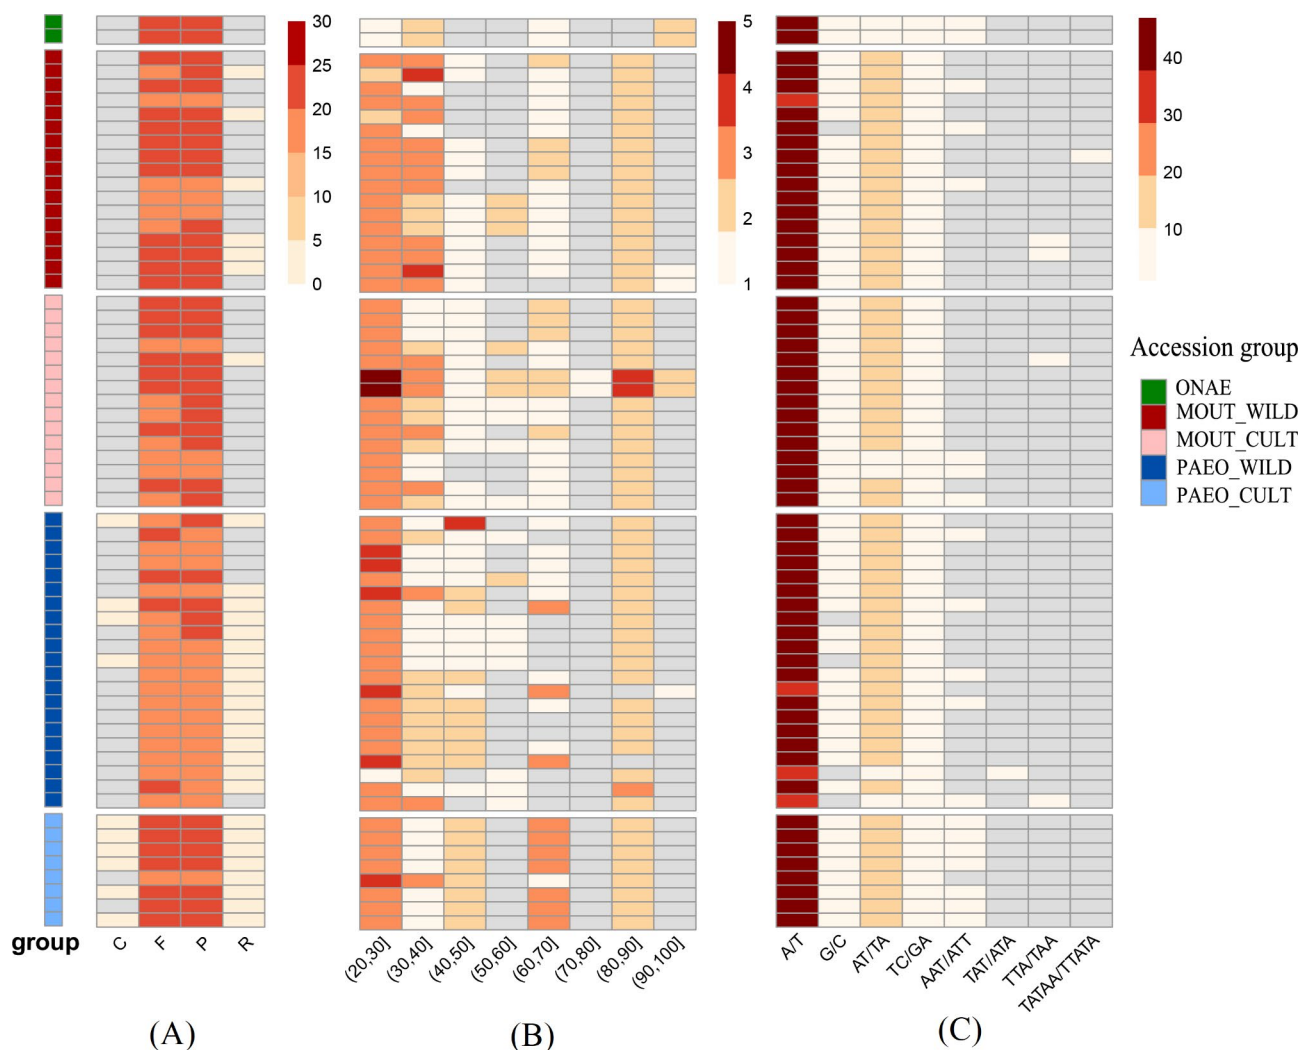 30
25
20
15
10
5
0
5
4
3
2
1
40
30
20
10
Accession group
ONAE
MOUT_WILD
MOUT_CULT
PAEO_WILD
PAEO_CULT
group
C
F
P
R
(20,30]
(30,40]
(40,50]
(50,60]
(60,70]
(70,80]
(80,90]
(90,100]
A/T
G/C
AT/TA
TC/GA
AAT/ATT
TAT/ATA
TTA/TAA
TATAA/TTATA
(A)
(B)
(C)